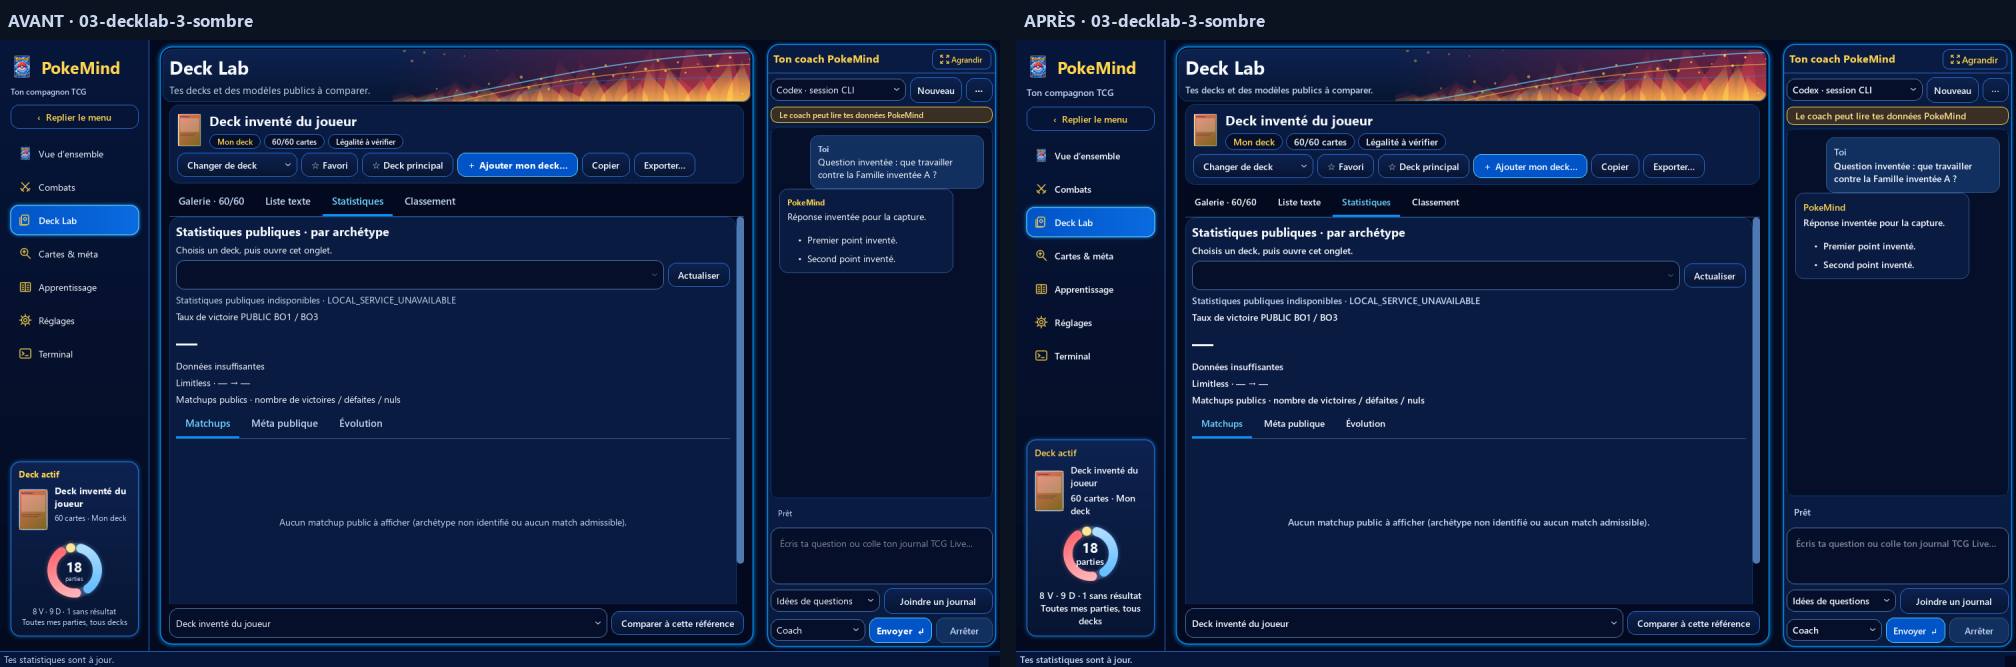 AVANT · 03-decklab-3-sombre
PokeMind
Ton compagnon TCG
‹ Replier le menu
Vue d'ensemble
Combats
Deck Lab
Cartes & méta
Apprentissage
Réglages
Terminal
Deck actif
Deck inventé du
joueur
60 cartes · Mon deck
18
parties
8 V · 9 D · 1 sans résultat
Toutes mes parties, tous decks
Deck Lab
Tes decks et des modèles publics à comparer.
Deck inventé du joueur
Mon deck
60/60 cartes
Légalité à vérifier
Changer de deck
☆ Favori
☆ Deck principal
+ Ajouter mon deck...
Copier
Exporter...
Galerie · 60/60
Liste texte
Statistiques
Classement
Statistiques publiques · par archétype
Choisis un deck, puis ouvre cet onglet.
Actualiser
Statistiques publiques indisponibles · LOCAL_SERVICE_UNAVAILABLE
Taux de victoire PUBLIC BO1 / BO3
—
Données insuffisantes
Limitless · — → —
Matchups publics · nombre de victoires / défaites / nuls
Matchups
Méta publique
Évolution
Aucun matchup public à afficher (archétype non identifié ou aucun match admissible).
Deck inventé du joueur
Comparer à cette référence
Ton coach PokeMind
Agrandir
Codex · session CLI
Nouveau
...
Le coach peut lire tes données PokeMind
Toi
Question inventée : que travailler
contre la Famille inventée A ?
PokeMind
Réponse inventée pour la capture.
• Premier point inventé.
• Second point inventé.
Prêt
Écris ta question ou colle ton journal TCG Live...
Idées de questions
Joindre un journal
Coach
Envoyer ↲
Arrêter
Tes statistiques sont à jour.
APRÈS · 03-decklab-3-sombre
PokeMind
Ton compagnon TCG
‹ Replier le menu
Vue d'ensemble
Combats
Deck Lab
Cartes & méta
Apprentissage
Réglages
Terminal
Deck actif
Deck inventé du
joueur
60 cartes · Mon
deck
18
parties
8 V · 9 D · 1 sans résultat
Toutes mes parties, tous
decks
Deck Lab
Tes decks et des modèles publics à comparer.
Deck inventé du joueur
Mon deck
60/60 cartes
Légalité à vérifier
Changer de deck
☆ Favori
☆ Deck principal
+ Ajouter mon deck...
Copier
Exporter...
Galerie · 60/60
Liste texte
Statistiques
Classement
Statistiques publiques · par archétype
Choisis un deck, puis ouvre cet onglet.
Actualiser
Statistiques publiques indisponibles · LOCAL_SERVICE_UNAVAILABLE
Taux de victoire PUBLIC BO1 / BO3
—
Données insuffisantes
Limitless · — → —
Matchups publics · nombre de victoires / défaites / nuls
Matchups
Méta publique
Évolution
Aucun matchup public à afficher (archétype non identifié ou aucun match admissible).
Deck inventé du joueur
Comparer à cette référence
Ton coach PokeMind
Agrandir
Codex · session CLI
Nouveau
...
Le coach peut lire tes données PokeMind
Toi
Question inventée : que travailler
contre la Famille inventée A ?
PokeMind
Réponse inventée pour la capture.
• Premier point inventé.
• Second point inventé.
Prêt
Écris ta question ou colle ton journal TCG Live...
Idées de questions
Joindre un journal
Coach
Envoyer ↲
Arrêter
Tes statistiques sont à jour.